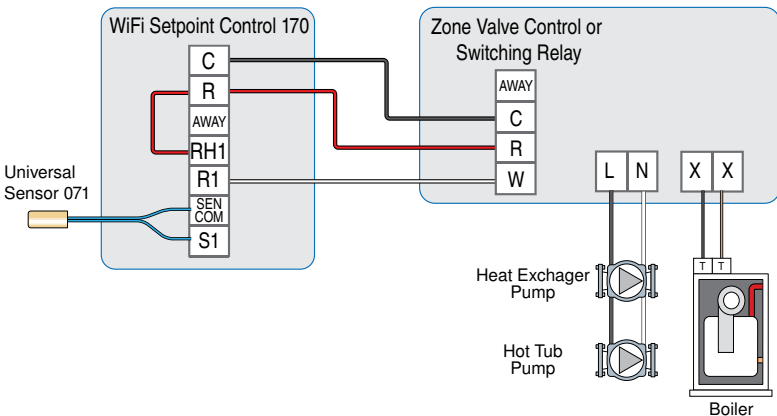 WiFi Setpoint Control 170
C
R
AWAY
RH1
R1
SEN
COM
S1
Universal
Sensor 071
Zone Valve Control or
Switching Relay
AWAY
C
R
W
L N X X
T T
Heat Exchager
Pump
Hot Tub
Pump
Boiler